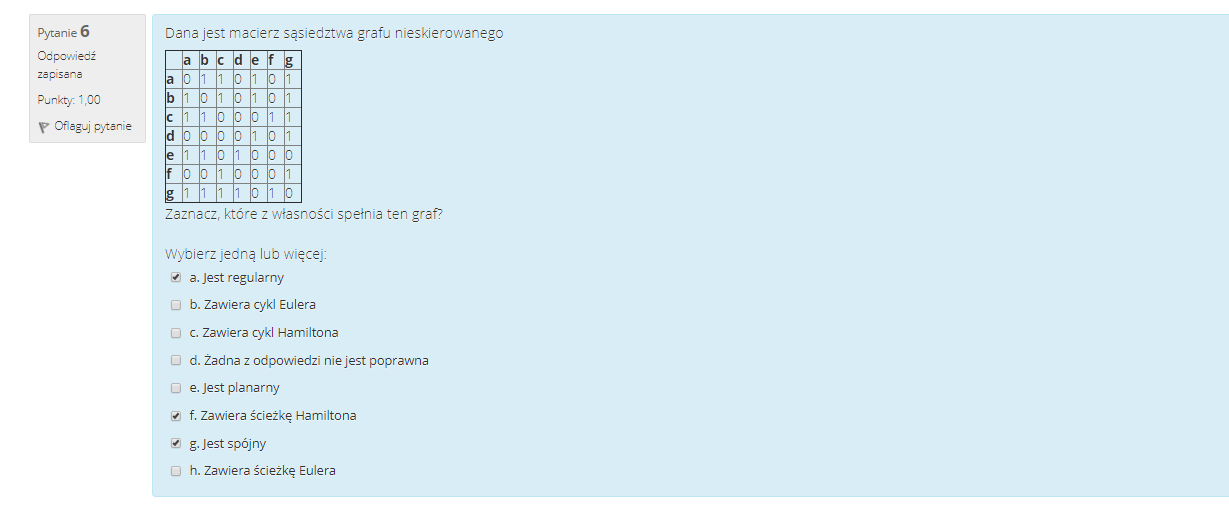 Pytanie 6
Odpowiedź
zapisana
Punkty: 1,00
Oflaguj pytanie
Dana jest macierz sąsiedztwa grafu nieskierowanego
a b c d e f g
a 0 1 1 0 1 0 1
b 1 0 1 0 1 0 1
c 1 1 0 0 0 1 1
d 0 0 0 0 1 0 1
e 1 1 0 1 0 0 0
f 0 0 1 0 0 0 1
g 1 1 1 1 0 1 0
Zaznacz, które z własności spełnia ten graf?
Wybierz jedną lub więcej:
a. Jest regularny
b. Zawiera cykl Eulera
c. Zawiera cykl Hamiltona
d. Żadna z odpowiedzi nie jest poprawna
e. Jest planarny
f. Zawiera ścieżkę Hamiltona
g. Jest spójny
h. Zawiera ścieżkę Eulera